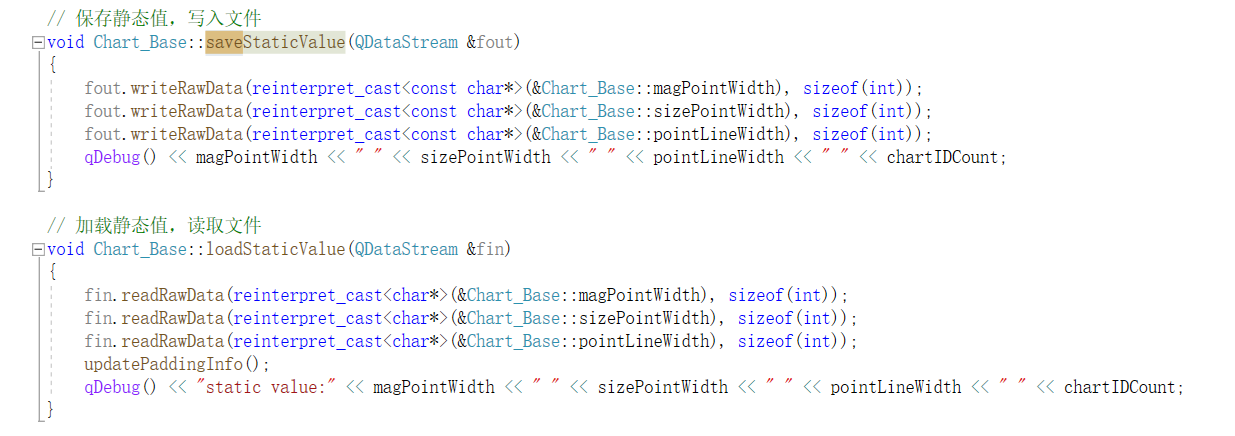 // 保存静态值，写入文件
void Chart_Base::saveStaticValue(QDataStream &fout)
{
fout.writeRawData(reinterpret_cast<const char*>(&Chart_Base::magPointWidth), sizeof(int));
fout.writeRawData(reinterpret_cast<const char*>(&Chart_Base::sizePointWidth), sizeof(int));
fout.writeRawData(reinterpret_cast<const char*>(&Chart_Base::pointLineWidth), sizeof(int));
qDebug() << magPointWidth << " " << sizePointWidth << " " << pointLineWidth << " " << chartIDCount;
}
// 加载静态值，读取文件
void Chart_Base::loadStaticValue(QDataStream &fin)
{
fin.readRawData(reinterpret_cast<char*>(&Chart_Base::magPointWidth), sizeof(int));
fin.readRawData(reinterpret_cast<char*>(&Chart_Base::sizePointWidth), sizeof(int));
fin.readRawData(reinterpret_cast<char*>(&Chart_Base::pointLineWidth), sizeof(int));
updatePaddingInfo();
qDebug() << "static value:" << magPointWidth << " " << sizePointWidth << " " << pointLineWidth << " " << chartIDCount;
}